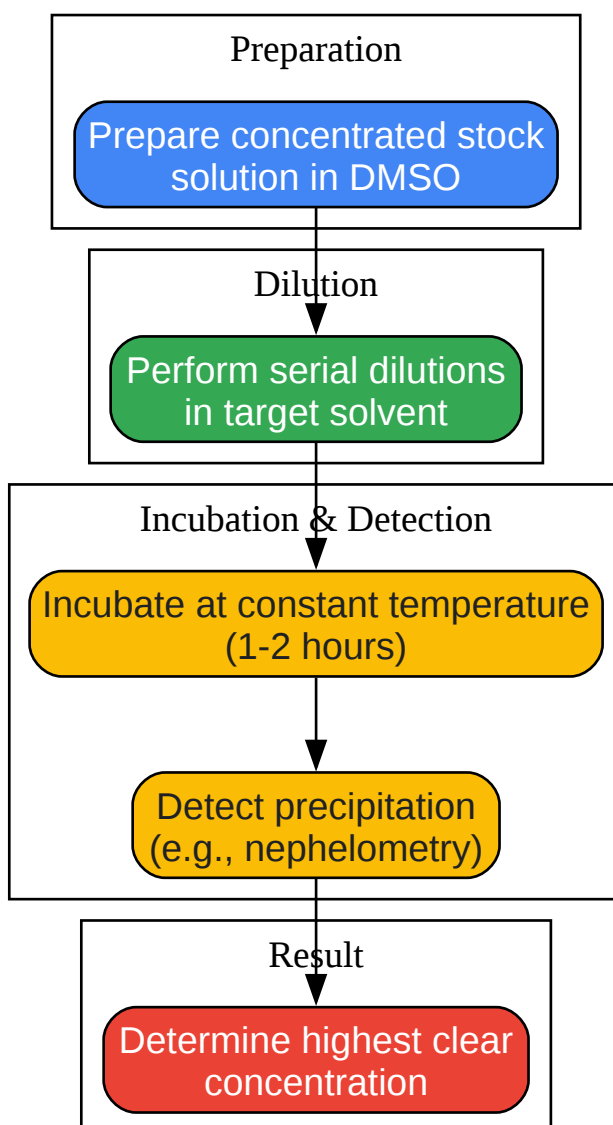 Preparation
Prepare concentrated stock
solution in DMSO
Dilution
Perform serial dilutions
in target solvent
Incubation & Detection
Incubate at constant temperature
(1-2 hours)
Detect precipitation
(e.g., nephelometry)
Result
Determine highest clear
concentration